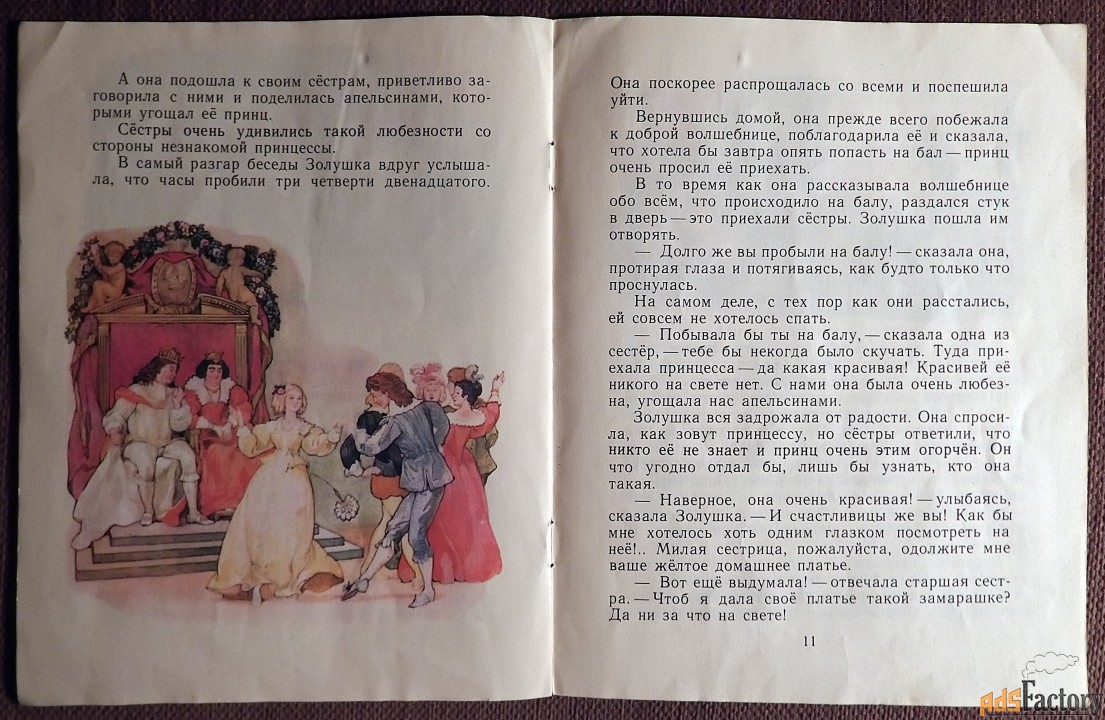 А она подошла к своим сёстрам, приветливо за-
говорила с ними и поделилась апельсинами, кото-
рыми угощал её принц.
Сёстры очень удивились такой любезности со
стороны незнакомой принцессы.
В самый разгар беседы Золушка вдруг услыша-
ла, что часы пробили три четверти двенадцатого.
Она поскорее распрощалась со всеми и поспешила
уйти.
Вернувшись домой, она прежде всего побежала
к доброй волшебнице, поблагодарила её и сказала,
что хотела бы завтра опять попасть на бал — принц
очень просил её приехать.
В то время как она рассказывала волшебнице
обо всём, что происходило на балу, раздался стук
в дверь — это приехали сёстры. Золушка пошла им
отворять.
— Долго же вы пробыли на балу! — сказала она,
протирая глаза и потягиваясь, как будто только что
проснулась.
На самом деле, с тех пор как они расстались,
ей совсем не хотелось спать.
— Побывала бы ты на балу, — сказала одна из
сестёр, — тебе бы некогда было скучать. Туда при-
ехала принцесса — да какая красивая! Красивей её
никого на свете нет. С нами она была очень любез-
на, угощала нас апельсинами.
Золушка вся задрожала от радости. Она спроси-
ла, как зовут принцессу, но сёстры ответили, что
никто её не знает и принц очень этим огорчён. Он
что угодно отдал бы, лишь бы узнать, кто она
такая.
— Наверное, она очень красивая! — улыбаясь,
сказала Золушка. — И счастливицы же вы! Как бы
мне хотелось хоть одним глазком посмотреть на
неё!.. Милая сестрица, пожалуйста, одолжите мне
ваше жёлтое домашнее платье.
— Вот ещё выдумала! — отвечала старшая сест-
ра. — Чтоб я дала своё платье такой замарашке?
Да ни за что на свете!
11
AdsFactory